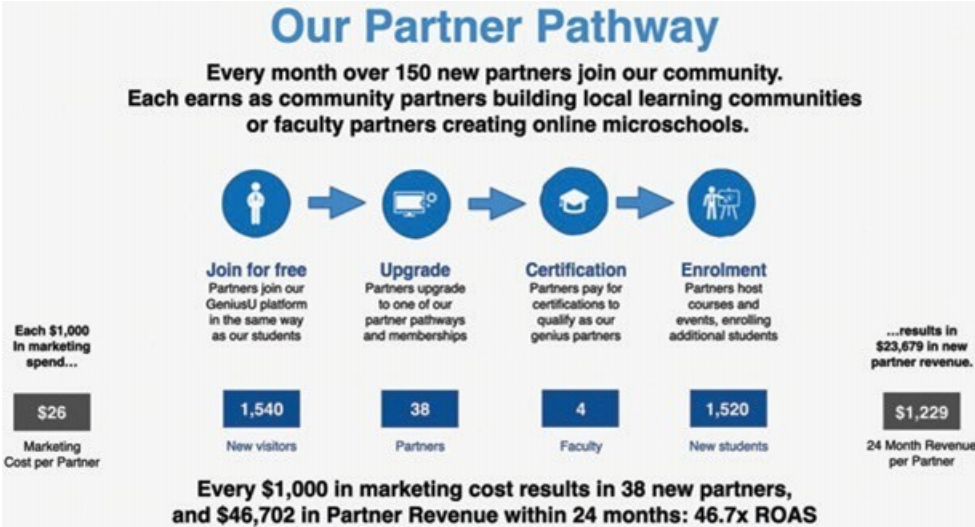 Our Partner Pathway
Every month over 150 new partners join our community.
Each earns as community partners building local learning communities
or faculty partners creating online microschools.
Join for free
Partners join our
GeniusU platform
in the same way
as our students
Upgrade
Partners upgrade
to one of our
partner pathways
and memberships
Certification
Partners pay for
certifications to
qualify as our
genius partners
Enrolment
Partners host
courses and
events, enrolling
additional students
Each $1,000
In marketing
spend...
$26
Marketing
Cost per Partner
1,540
New visitors
38
Partners
4
Faculty
1,520
New students
...results in
$23,679 in new
partner revenue.
$1,229
24 Month Revenue
per Partner
Every $1,000 in marketing cost results in 38 new partners,
and $46,702 in Partner Revenue within 24 months: 46.7x ROAS